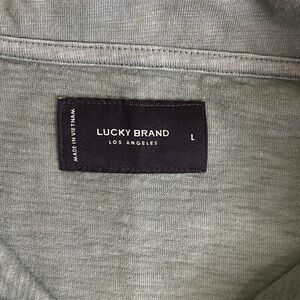 MADE IN VIETNAM
LUCKY BRAND
LOS ANGELES
L